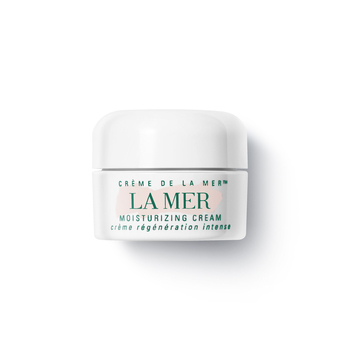 CRÈME DE LA MER™
LA MER
MOISTURIZING CREAM
crème régénération intense